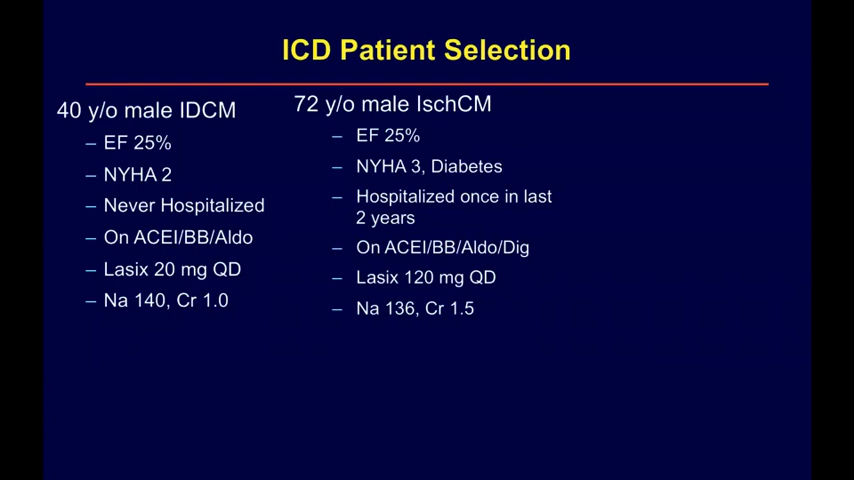 ICD Patient Selection
40 y/o male IDCM
– EF 25%
– NYHA 2
– Never Hospitalized
– On ACEI/BB/Aldo
– Lasix 20 mg QD
– Na 140, Cr 1.0
72 y/o male IschCM
– EF 25%
– NYHA 3, Diabetes
– Hospitalized once in last
2 years
– On ACEI/BB/Aldo/Dig
– Lasix 120 mg QD
– Na 136, Cr 1.5